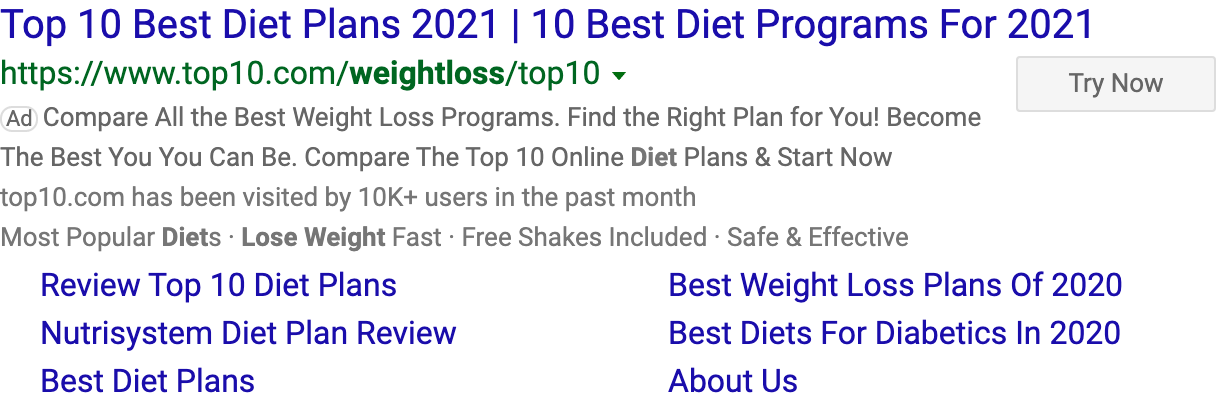 Top 10 Best Diet Plans 2021 | 10 Best Diet Programs For 2021
https://www.top10.com/weightloss/top10
Try Now
Ad Compare All the Best Weight Loss Programs. Find the Right Plan for You! Become
The Best You You Can Be. Compare The Top 10 Online Diet Plans & Start Now
top10.com has been visited by 10K+ users in the past month
Most Popular Diets · Lose Weight Fast · Free Shakes Included · Safe & Effective
Review Top 10 Diet Plans
Best Weight Loss Plans Of 2020
Nutrisystem Diet Plan Review
Best Diets For Diabetics In 2020
Best Diet Plans
About Us